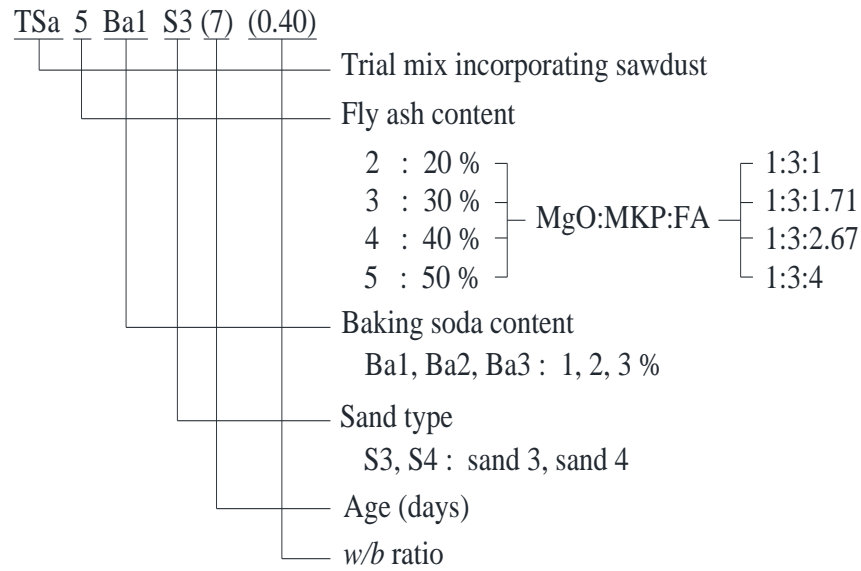 TSa 5 Ba1 S3 (7) (0.40)
Trial mix incorporating sawdust
Fly ash content
2 : 20 % 1:3:1
3 : 30 % 1:3:1.71
MgO:MKP:FA
4 : 40 % 1:3:2.67
5 : 50 % 1:3:4
Baking soda content
Ba1, Ba2, Ba3 : 1, 2, 3 %
Sand type
S3, S4 : sand 3, sand 4
Age (days)
w/b ratio